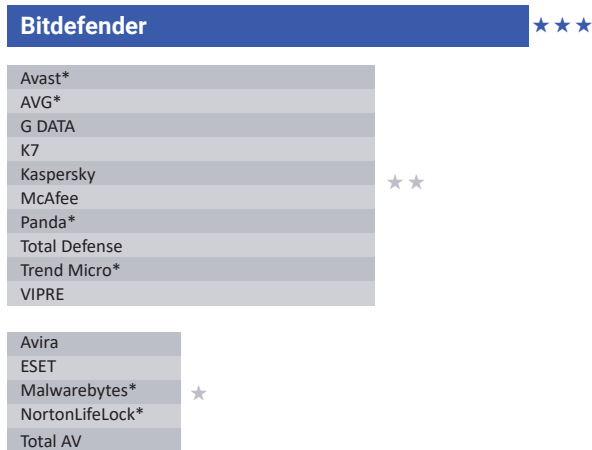 Bitdefender
Avast*
AVG*
G DATA
K7
Kaspersky
McAfee
Panda*
Total Defense
Trend Micro*
VIPRE
Avira
ESET
Malwarebytes*
NortonLifeLock*
Total AV